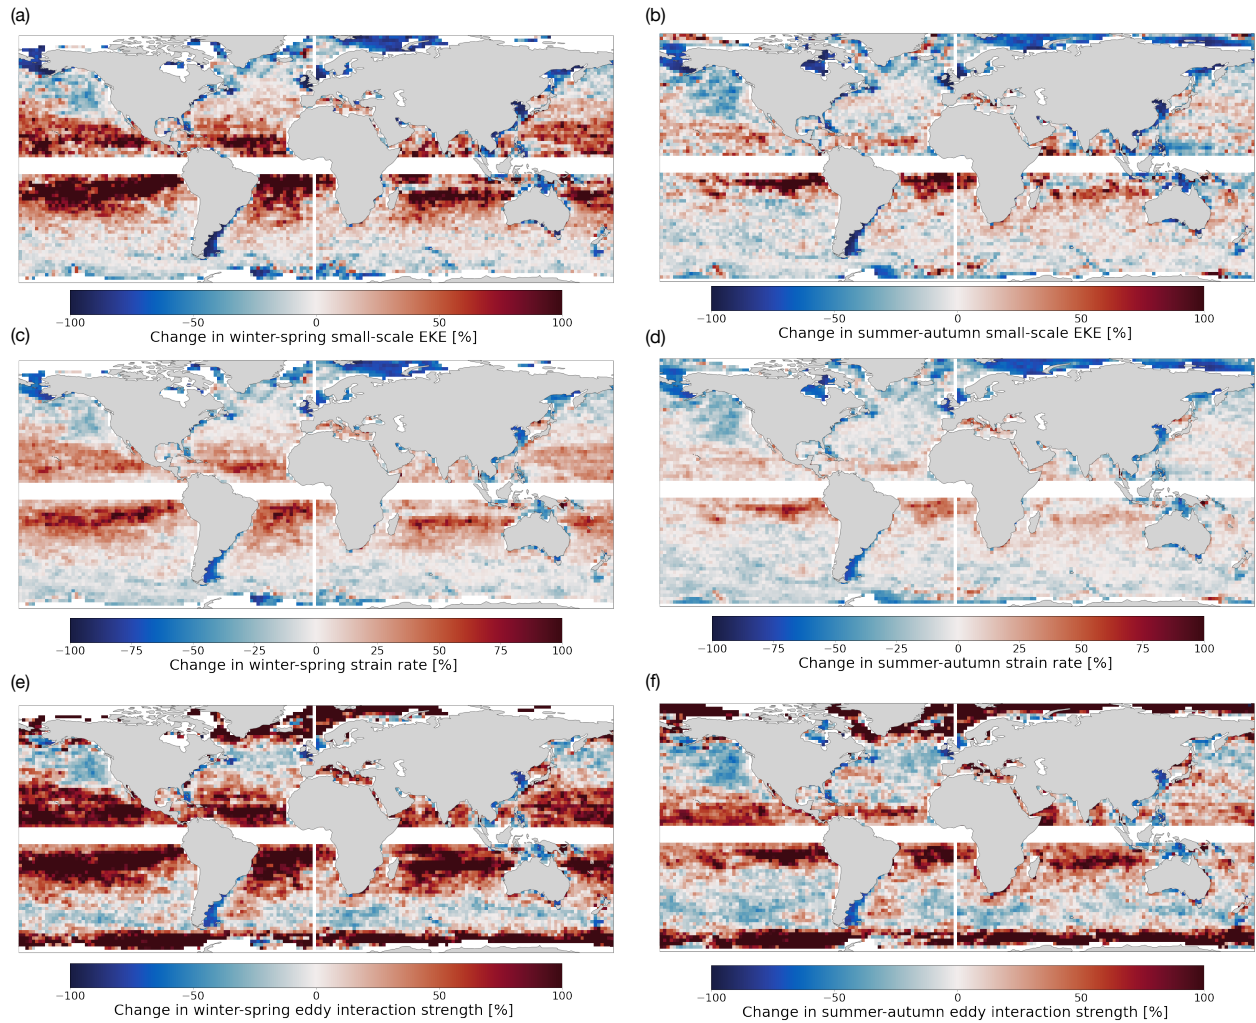 (a)
(b)
−100 −50 0 50 100
Change in winter-spring small-scale EKE [%]
−100 −50 0 50 100
Change in summer-autumn small-scale EKE [%]
(c)
(d)
−100 −75 −50 −25 0 25 50 75 100
Change in winter-spring strain rate [%]
−100 −75 −50 −25 0 25 50 75 100
Change in summer-autumn strain rate [%]
(e)
(f)
−100 −50 0 50 100
Change in winter-spring eddy interaction strength [%]
−100 −50 0 50 100
Change in summer-autumn eddy interaction strength [%]